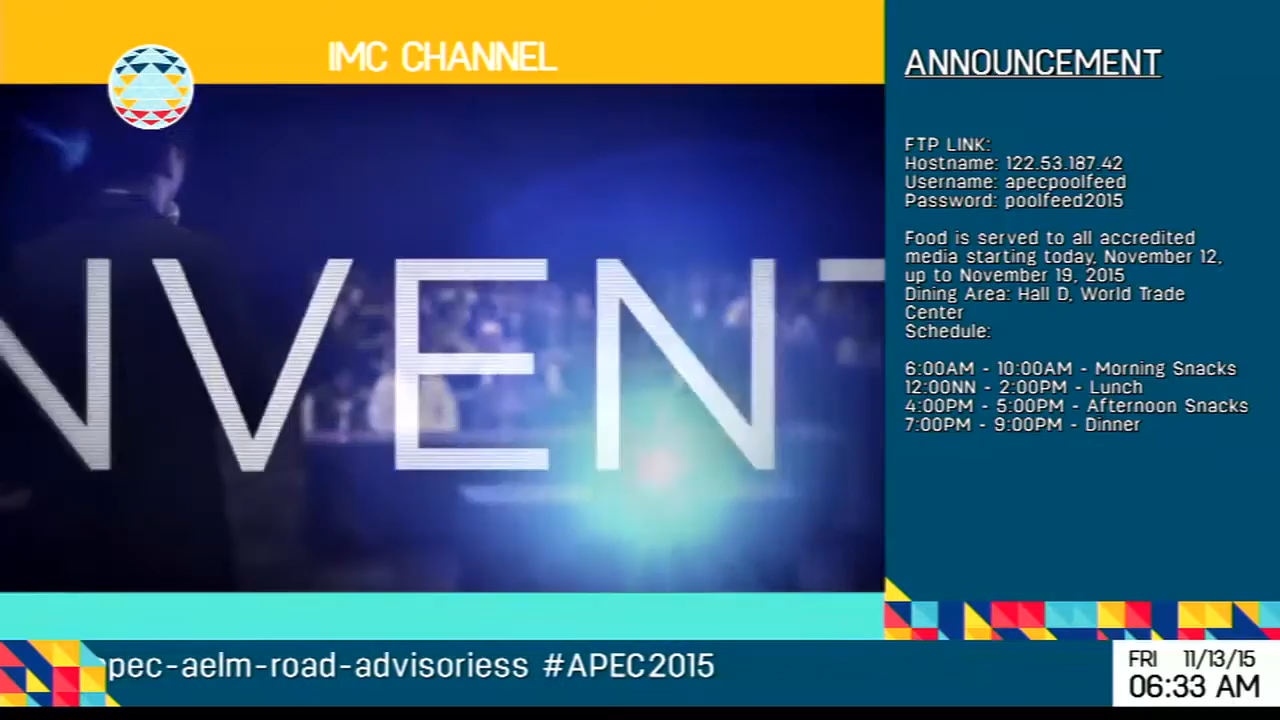 IMC CHANNEL
NVENT
ANNOUNCEMENT
FTP LINK:
Hostname: 122.53.187.42
Username: apecpoolfeed
Password: poolfeed2015
Food is served to all accredited
media starting today, November 12,
up to November 19, 2015
Dining Area: Hall D, World Trade
Center
Schedule:
6:00AM - 10:00AM - Morning Snacks
12:00NN - 2:00PM - Lunch
4:00PM - 5:00PM - Afternoon Snacks
7:00PM - 9:00PM - Dinner
apec-aelm-road-advisoriess #APEC2015
FRI 11/13/15
06:33 AM